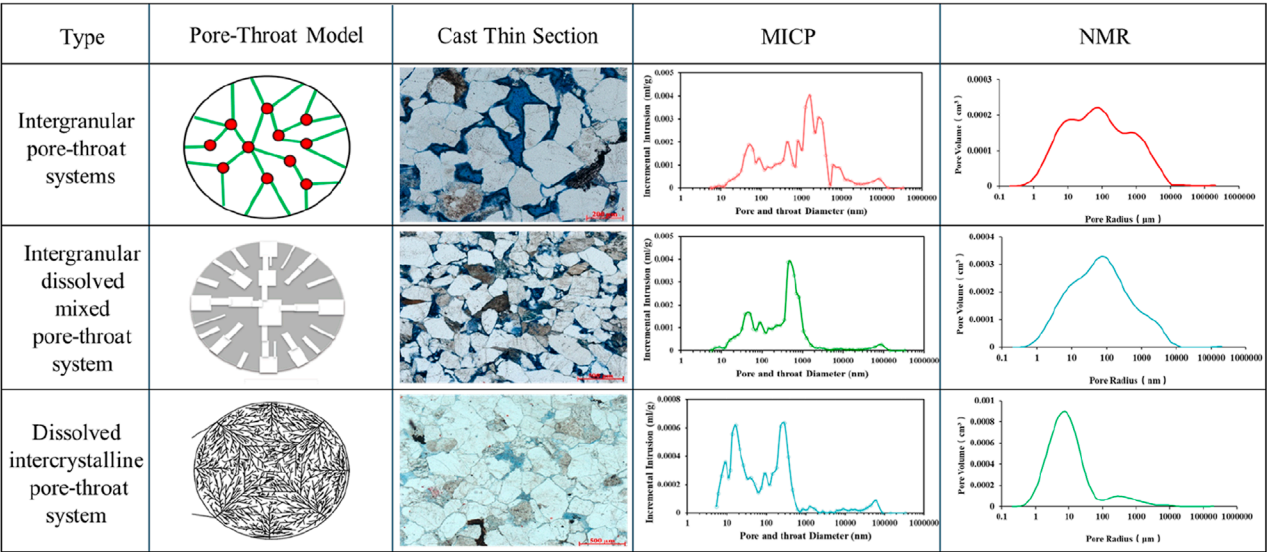 Type
Pore-Throat Model
Cast Thin Section
MICP
NMR
Intergranular
pore-throat
systems
200 μm
Incremental Intrusion (ml/g)
0.005
0.004
0.003
0.002
0.001
0
1 10 100 1000 10000 100000 1000000
Pore and throat Diameter (nm)
Pore Volume ( cm³ )
0.0003
0.0002
0.0001
0
0.1 1 10 100 1000 10000 100000 1000000
Pore Radius ( μm )
Intergranular
dissolved
mixed
pore-throat
system
Incremental Intrusion (ml/g)
0.005
0.004
0.003
0.002
0.001
0
1 10 100 1000 10000 100000 1000000
Pore and throat Diameter (nm)
Pore Volume ( cm³ )
0.0004
0.0003
0.0002
0.0001
0
0.1 1 10 100 1000 10000 100000 1000000
Pore Radius ( nm )
Dissolved
intercrystalline
pore-throat
system
500 μm
Incremental Intrusion (ml/g)
0.0008
0.0006
0.0004
0.0002
0
1 10 100 1000 10000 100000 1000000
Pore and throat Diameter (nm)
Pore Volume ( cm³ )
0.001
0.0008
0.0006
0.0004
0.0002
0
0.1 1 10 100 1000 10000 100000 1000000
Pore Radius ( μm )